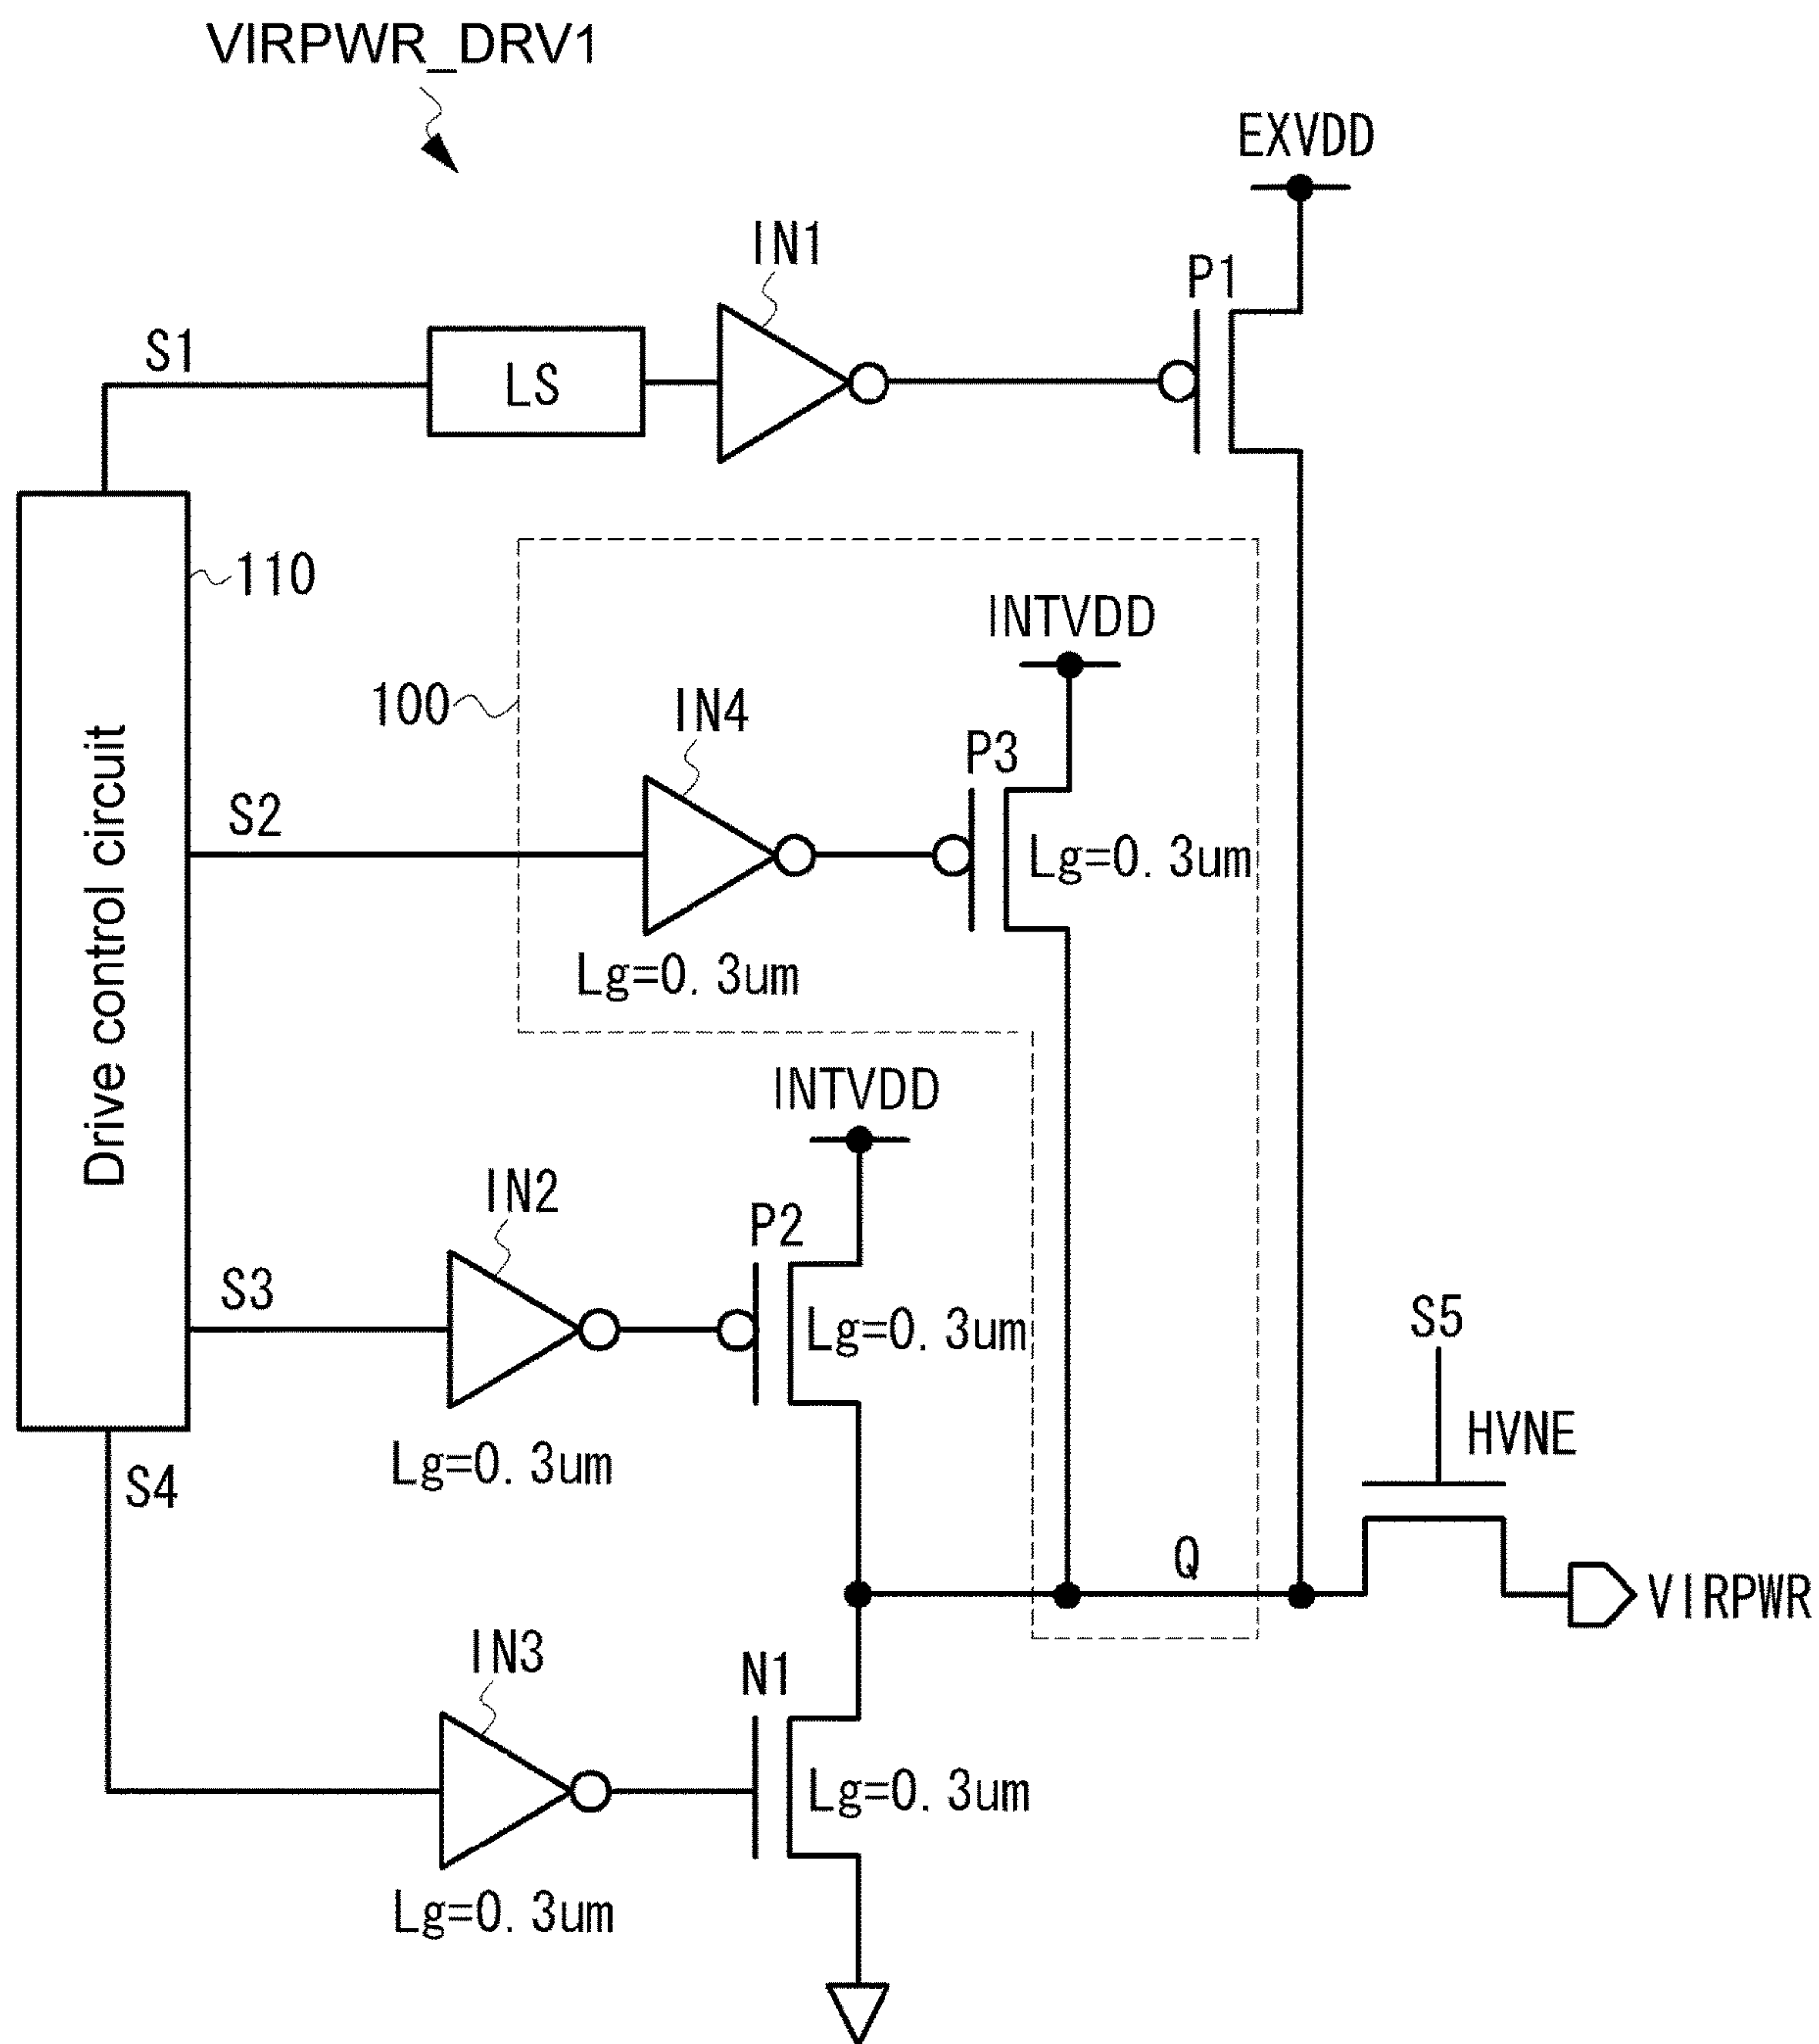 VIRPWR_DRV1
EXVDD
IN1
P1
S1
LS
110
INTVDD
100
IN4
P3
Drive control circuit
S2
Lg=0.3um
Lg=0.3um
INTVDD
IN2
P2
S3
Lg=0.3um
S5
HVNE
Lg=0.3um
S4
Q
VIRPWR
IN3
N1
Lg=0.3um
Lg=0.3um